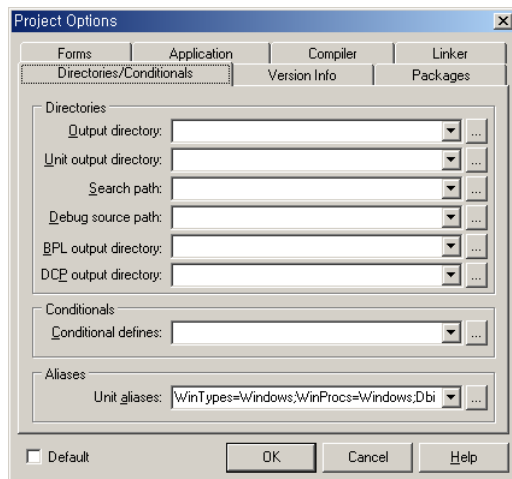 Project Options
Forms Application Compiler Linker
Directories/Conditionals Version Info Packages
Directories
Output directory:
...
Unit output directory:
...
Search path:
...
Debug source path:
...
BPL output directory:
...
DCP output directory:
...
Conditionals
Conditional defines:
...
Aliases
Unit aliases: WinTypes=Windows;WinProcs=Windows;Dbi
...
Default OK Cancel Help